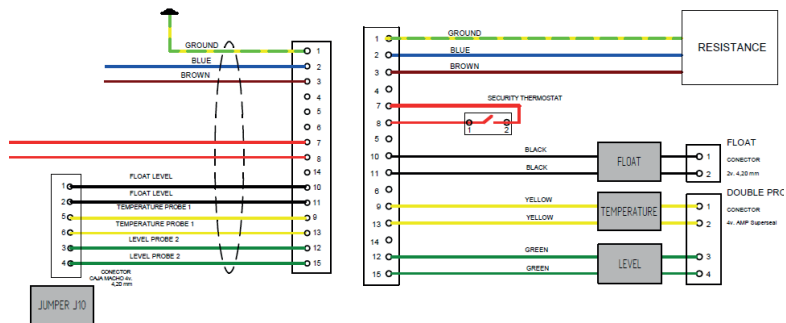 GROUND
BLUE
BROWN
1
2
3
4
5
6
7
8
14
10
11
9
13
12
15
FLOAT LEVEL
FLOAT LEVEL
TEMPERATURE PROBE 1
TEMPERATURE PROBE 1
LEVEL PROBE 2
LEVEL PROBE 2
1
2
5
6
3
4
CONECTOR
CAJA MACHO 4v.
4,20 mm
JUMPER J10
1
2
3
4
7
8
5
10
11
6
9
13
14
12
15
GROUND
BLUE
BROWN
RESISTANCE
SECURITY THERMOSTAT
1 2
BLACK
BLACK
FLOAT
1
2
FLOAT
CONECTOR
2v. 4,20 mm
YELLOW
YELLOW
TEMPERATURE
1
2
DOUBLE PRO
CONECTOR
4v. AMP Superseal
GREEN
GREEN
LEVEL
3
4